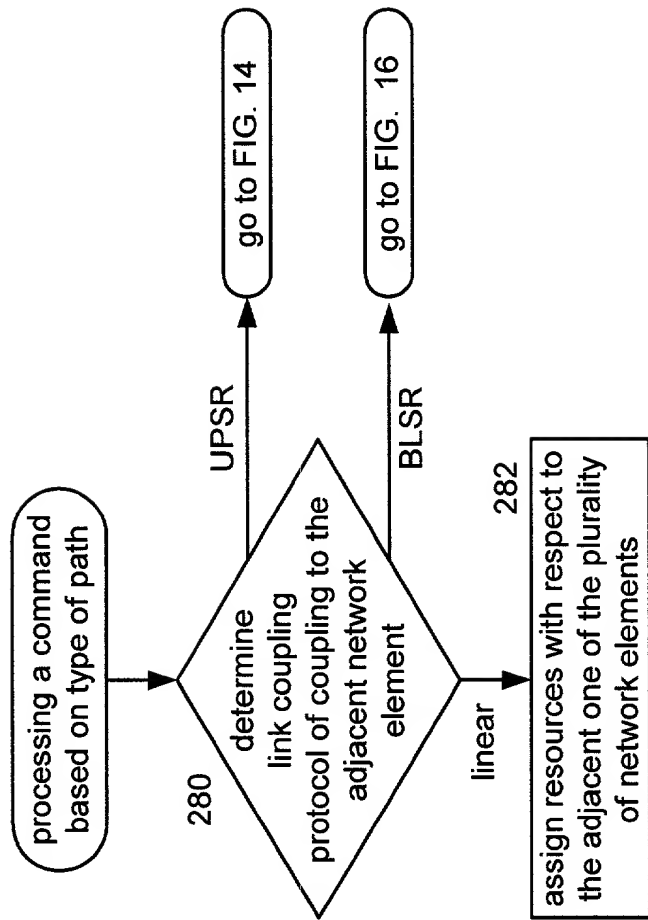 processing a command
based on type of path
280
determine
link coupling
protocol of coupling to the
adjacent network
element
UPSR
go to FIG. 14
BLSR
go to FIG. 16
linear
282
assign resources with respect to
the adjacent one of the plurality
of network elements